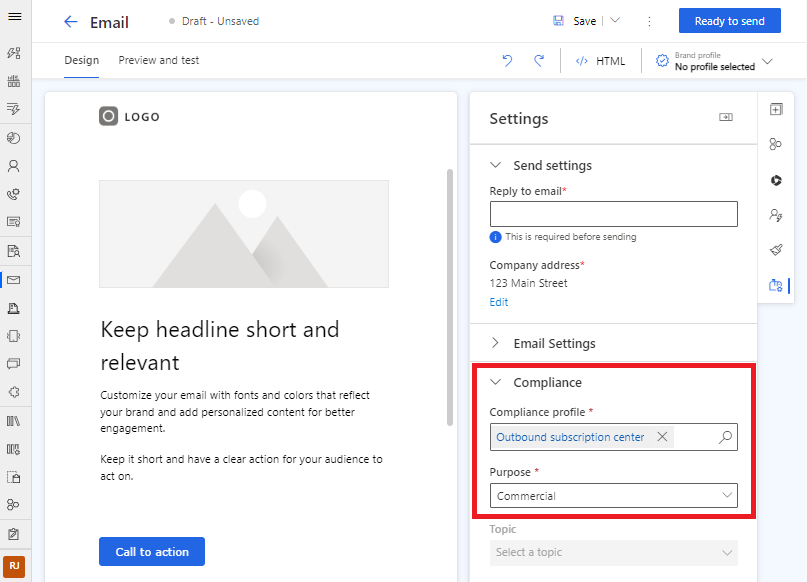 Email
Draft - Unsaved
Save
Ready to send
Design
Preview and test
HTML
Brand profile
No profile selected
LOGO
Keep headline short and
relevant
Customize your email with fonts and colors that reflect
your brand and add personalized content for better
engagement.
Keep it short and have a clear action for your audience to
act on.
Call to action
Settings
Send settings
Reply to email*
This is required before sending
Company address*
123 Main Street
Edit
Email Settings
Compliance
Compliance profile *
Outbound subscription center
Purpose *
Commercial
Topic
Select a topic
RJ